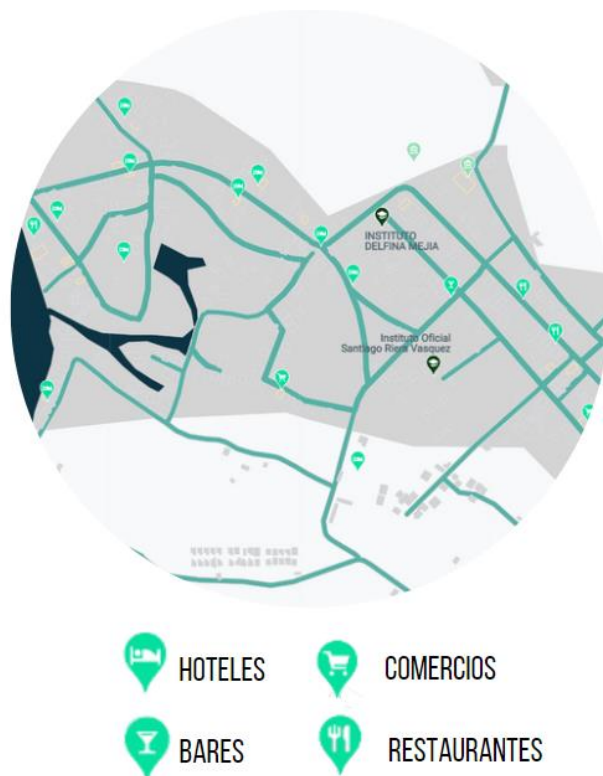 INSTITUTO
DELFINA MEJIA
Instituto Oficial
Santiago Riera Vasquez
HOTELES
COMERCIOS
BARES
RESTAURANTES